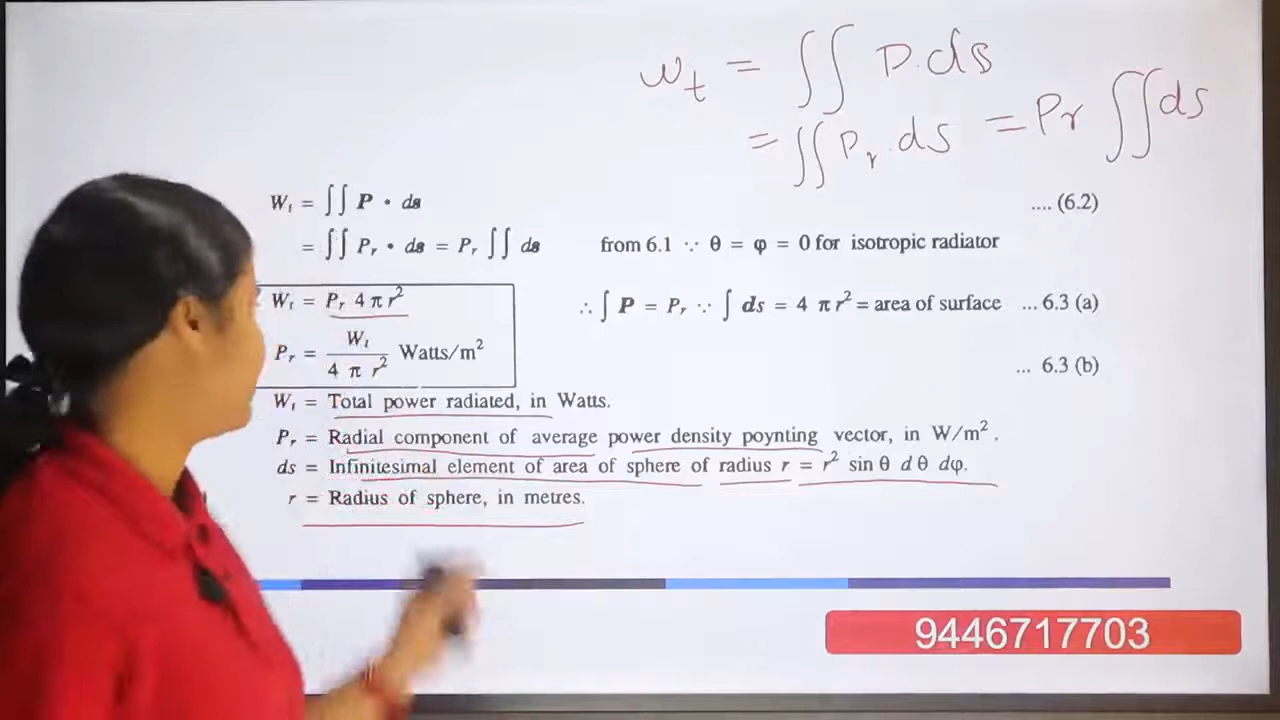 wt = ∫∫ P.ds
= ∫∫ Pr.ds = Pr ∫∫ ds
Wt = ∫∫ P • ds .... (6.2)
= ∫∫ Pr • ds = Pr ∫∫ ds from 6.1 ∵ θ = φ = 0 for isotropic radiator
Wt = Pr 4 π r² ∴ ∫ P = Pr ∵ ∫ ds = 4 π r² = area of surface ... 6.3 (a)
Pr = Wt / 4 π r² Watts/m² ... 6.3 (b)
Wt = Total power radiated, in Watts.
Pr = Radial component of average power density poynting vector, in W/m².
ds = Infinitesimal element of area of sphere of radius r = r² sin θ d θ dφ.
r = Radius of sphere, in metres.
9446717703